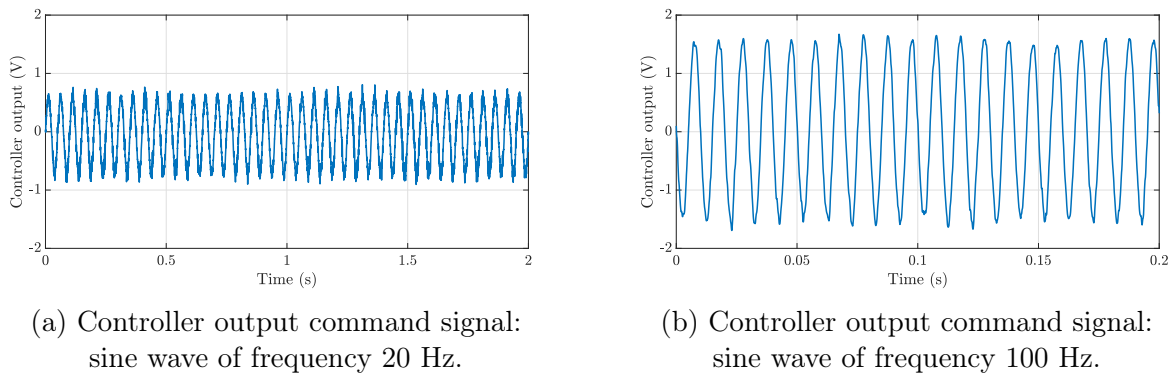 2
1
0
-1
-2
Controller output (V)
0
0.5
1
1.5
2
Time (s)
(a) Controller output command signal:
sine wave of frequency 20 Hz.
2
1
0
-1
-2
Controller output (V)
0
0.05
0.1
0.15
0.2
Time (s)
(b) Controller output command signal:
sine wave of frequency 100 Hz.